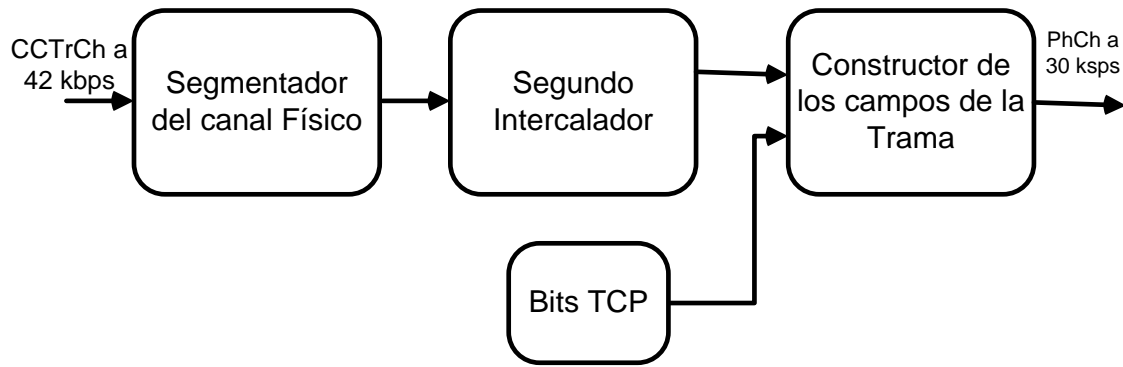 CCTrCh a
42 kbps
Segmentador
del canal Físico
Segundo
Intercalador
Constructor de
los campos de la
Trama
PhCh a
30 ksps
Bits TCP